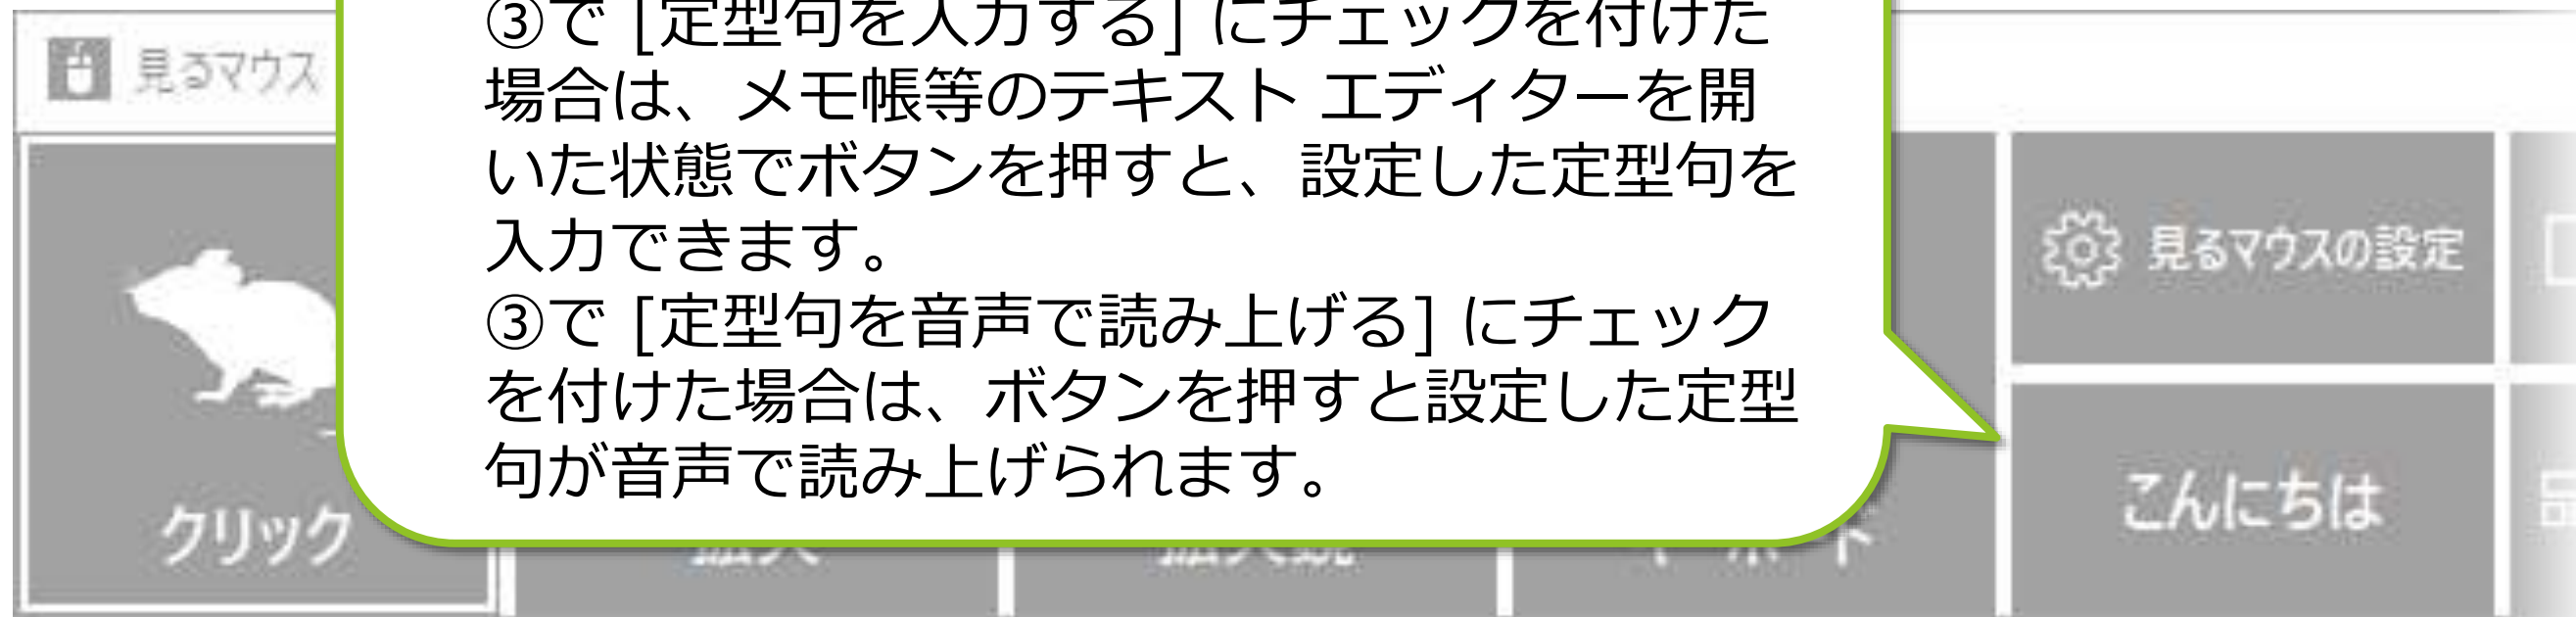 見るマウス
③で [定型句を入力する] にチェックを付けた
場合は、メモ帳等のテキスト エディターを開
いた状態でボタンを押すと、設定した定型句を
入力できます。
③で [定型句を音声で読み上げる] にチェック
を付けた場合は、ボタンを押すと設定した定型
句が音声で読み上げられます。
見るマウスの設定
クリック
こんにちは